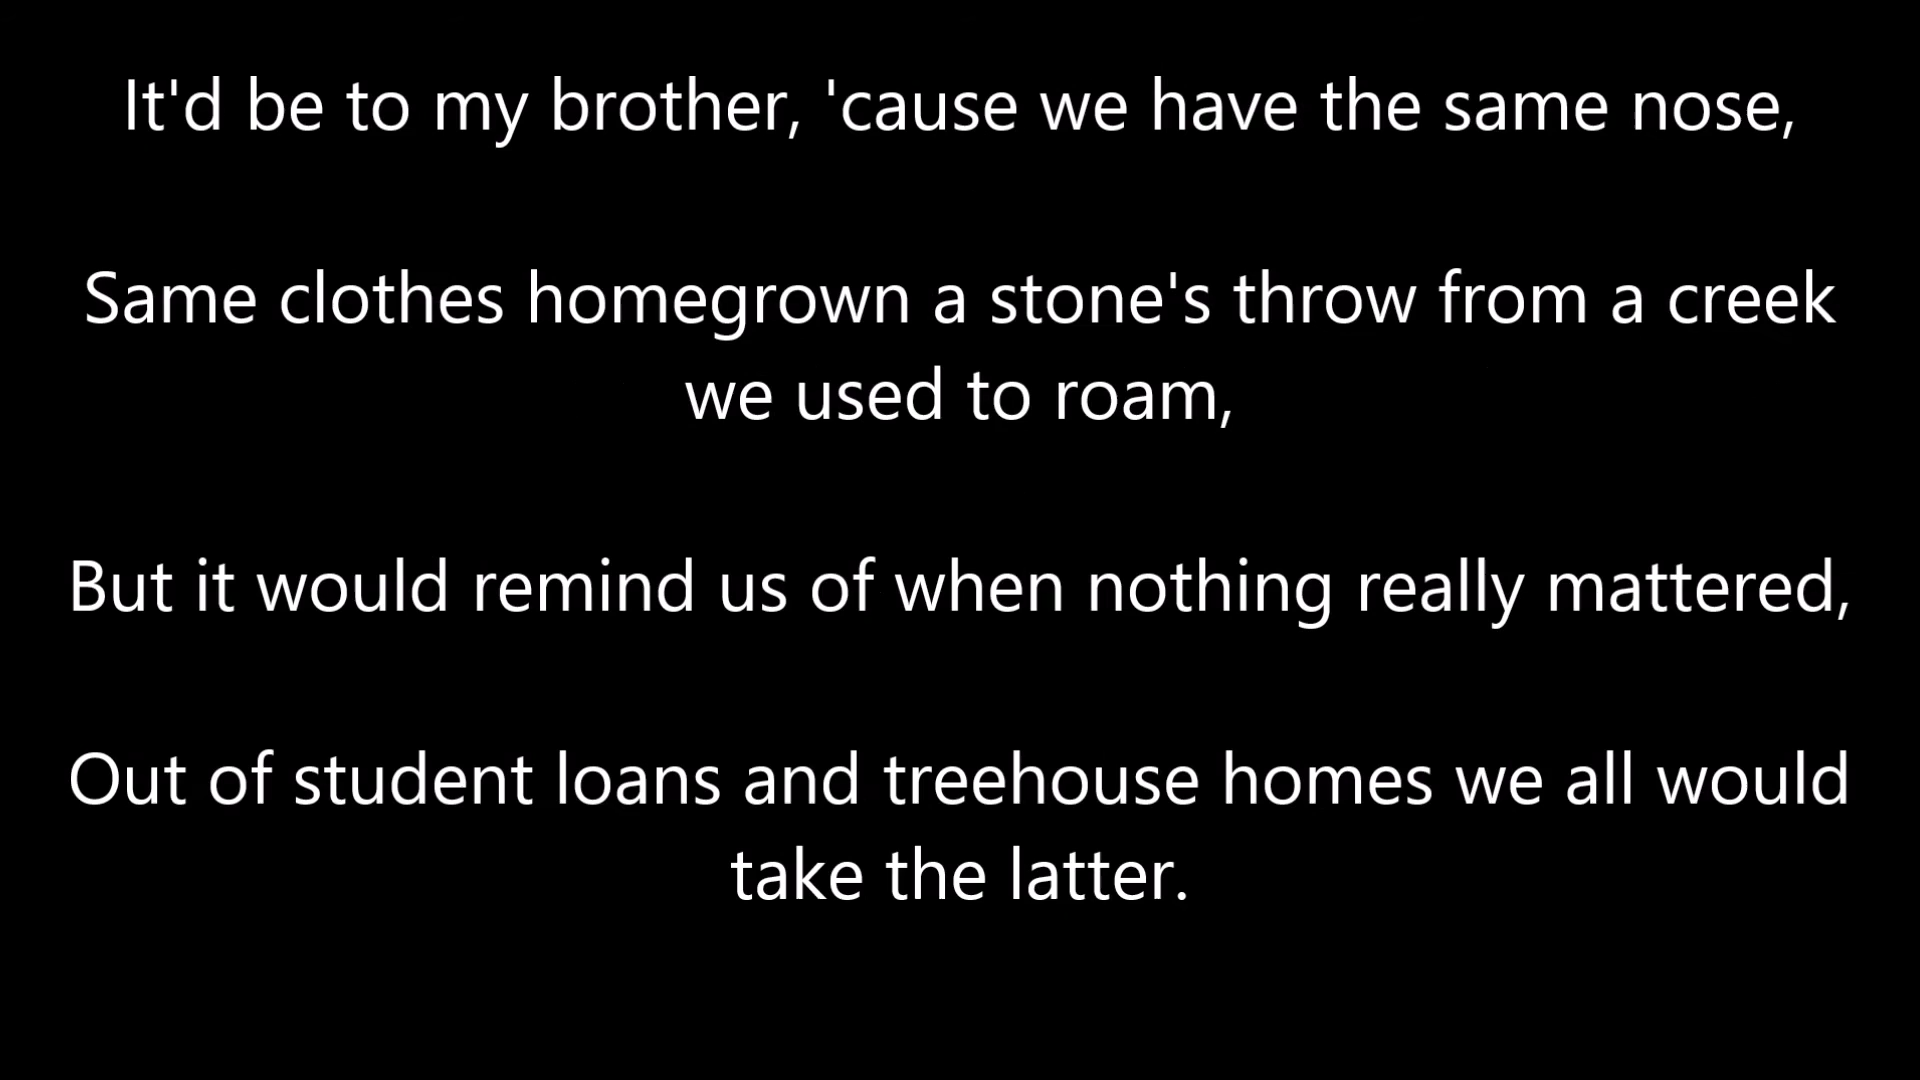 It'd be to my brother, 'cause we have the same nose,
Same clothes homegrown a stone's throw from a creek
we used to roam,
But it would remind us of when nothing really mattered,
Out of student loans and treehouse homes we all would
take the latter.